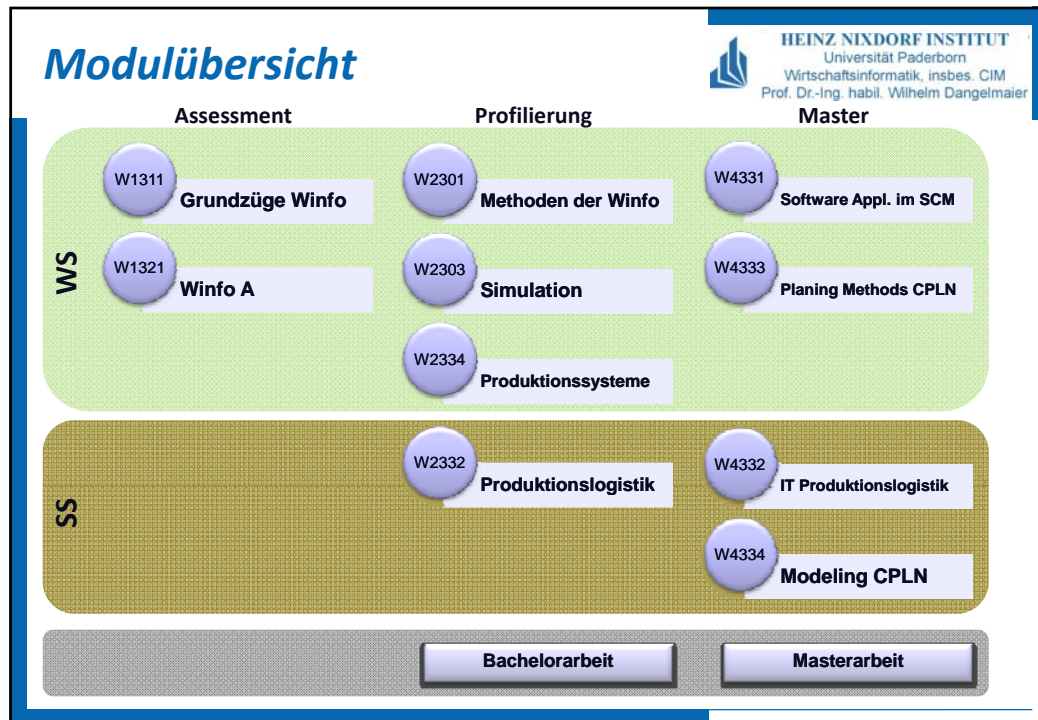 Modulübersicht
HEINZ NIXDORF INSTITUT
Universität Paderborn
Wirtschaftsinformatik, insbes. CIM
Prof. Dr.-Ing. habil. Wilhelm Dangelmaier
Assessment
Profilierung
Master
WS
W1311
Grundzüge Winfo
W2301
Methoden der Winfo
W4331
Software Appl. im SCM
W1321
Winfo A
W2303
Simulation
W4333
Planing Methods CPLN
W2334
Produktionssysteme
SS
W2332
Produktionslogistik
W4332
IT Produktionslogistik
W4334
Modeling CPLN
Bachelorarbeit
Masterarbeit